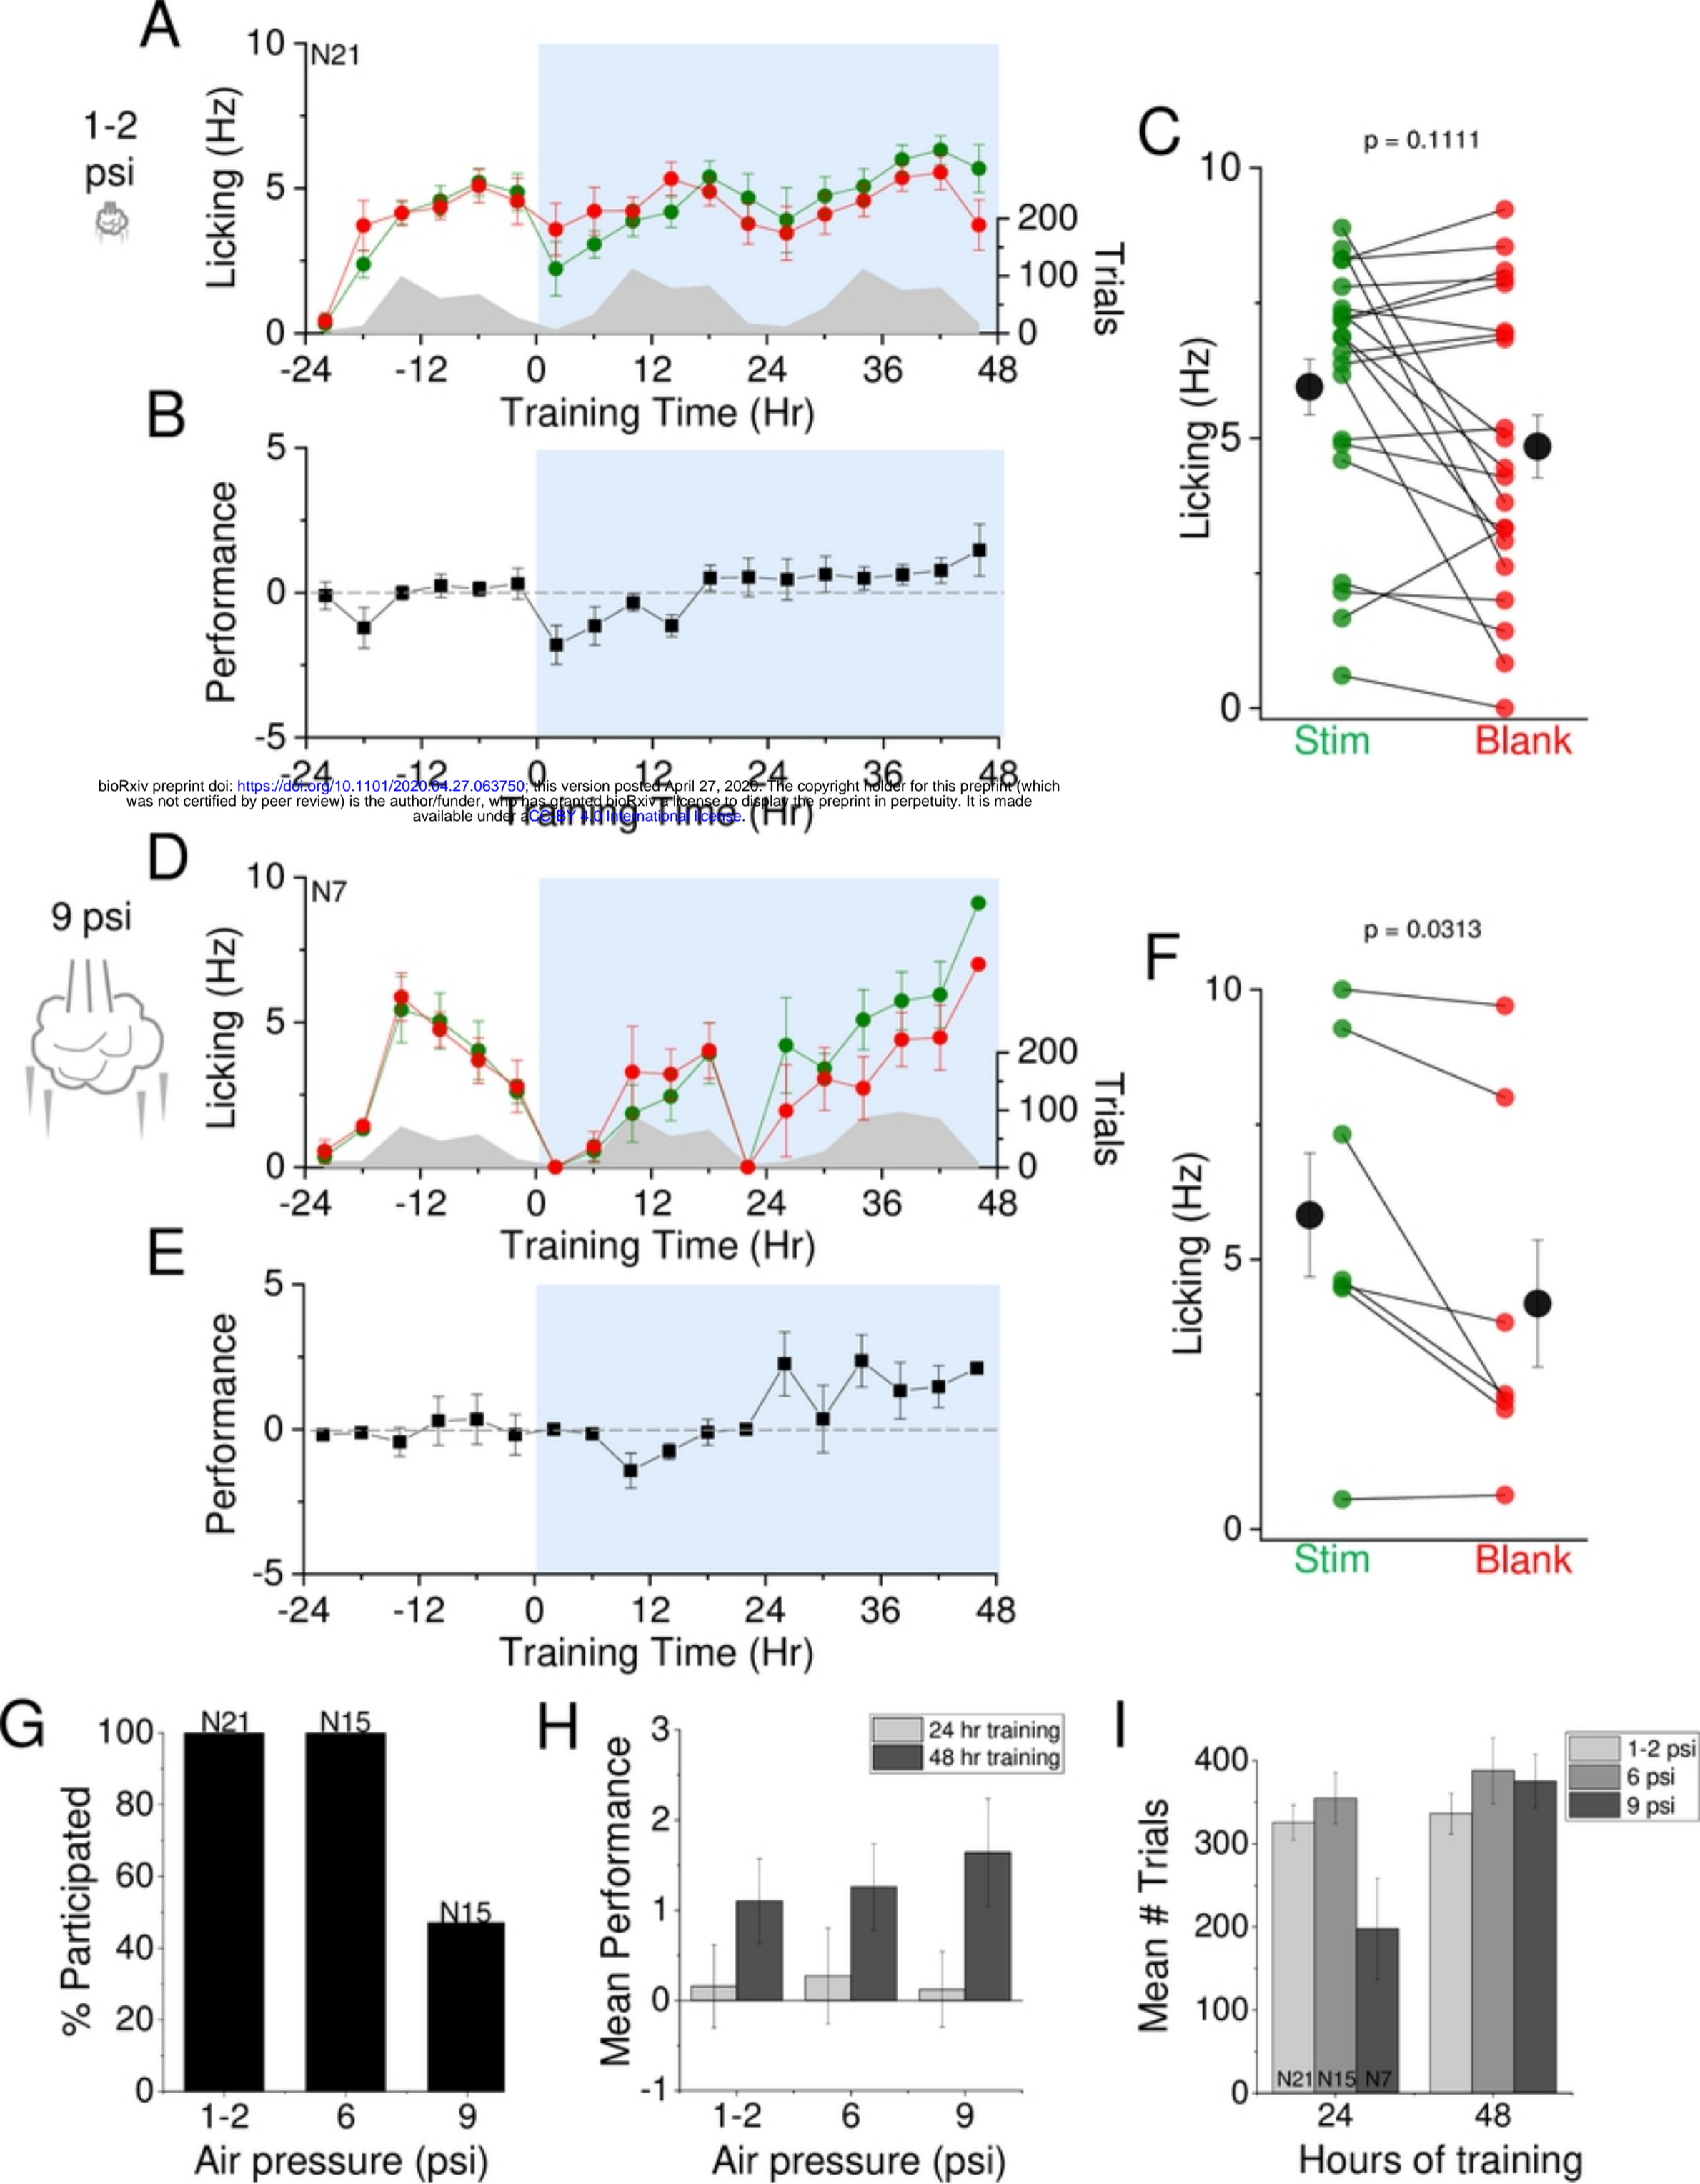 A
1-2
psi
N21
Licking (Hz)
10
5
0
200
100
0
Trials
-24 -12 0 12 24 36 48
Training Time (Hr)
B
Performance
5
0
-5
-24 -12 0 12 24 36 48
Training Time (Hr)
C
p = 0.1111
Licking (Hz)
10
5
0
Stim Blank
bioRxiv preprint doi: https://doi.org/10.1101/2020.04.27.063750; this version posted April 27, 2020. The copyright holder for this preprint (which
was not certified by peer review) is the author/funder, who has granted bioRxiv a license to display the preprint in perpetuity. It is made
available under aCC-BY 4.0 International license.
D
9 psi
N7
Licking (Hz)
10
5
0
200
100
0
Trials
-24 -12 0 12 24 36 48
Training Time (Hr)
E
Performance
5
0
-5
-24 -12 0 12 24 36 48
Training Time (Hr)
F
p = 0.0313
Licking (Hz)
10
5
0
Stim Blank
G
% Participated
100
80
60
40
20
0
N21 N15 N15
1-2 6 9
Air pressure (psi)
H
Mean Performance
3
2
1
0
-1
24 hr training
48 hr training
1-2 6 9
Air pressure (psi)
I
Mean # Trials
400
300
200
100
0
1-2 psi
6 psi
9 psi
N21 N15 N7
24 48
Hours of training